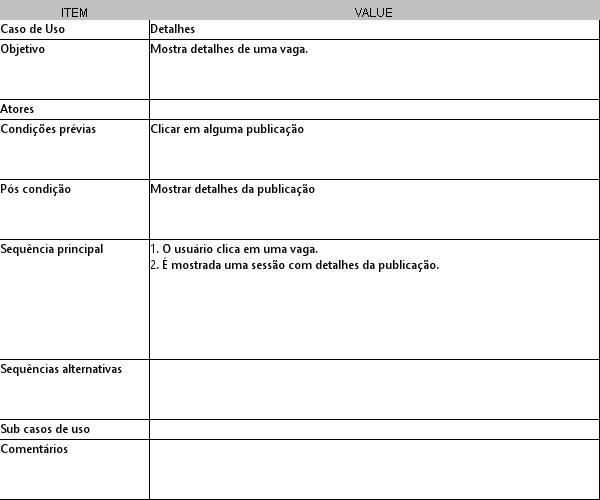 ITEM VALUE
Caso de Uso Detalhes
Objetivo Mostra detalhes de uma vaga.
Atores
Condições prévias Clicar em alguma publicação
Pós condição Mostrar detalhes da publicação
Sequência principal 1. O usuário clica em uma vaga.
2. É mostrada uma sessão com detalhes da publicação.
Sequências alternativas
Sub casos de uso
Comentários